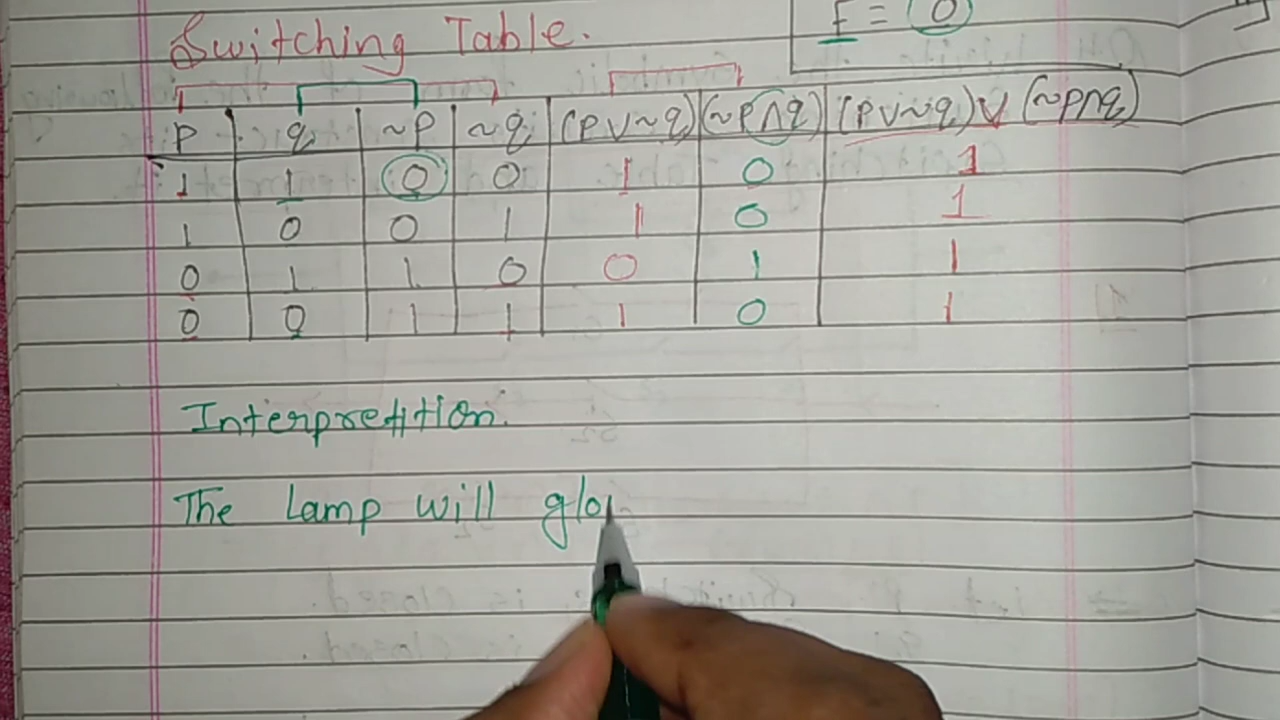 F = 0
Switching Table.
p q ~p ~q (p∨~q) (~p∧q) (p∨~q)∨(~p∧q)
1 1 0 0 1 0 1
1 0 0 1 1 0 1
0 1 1 0 0 1 1
0 0 1 1 1 0 1
Interpretition.
The Lamp will glo